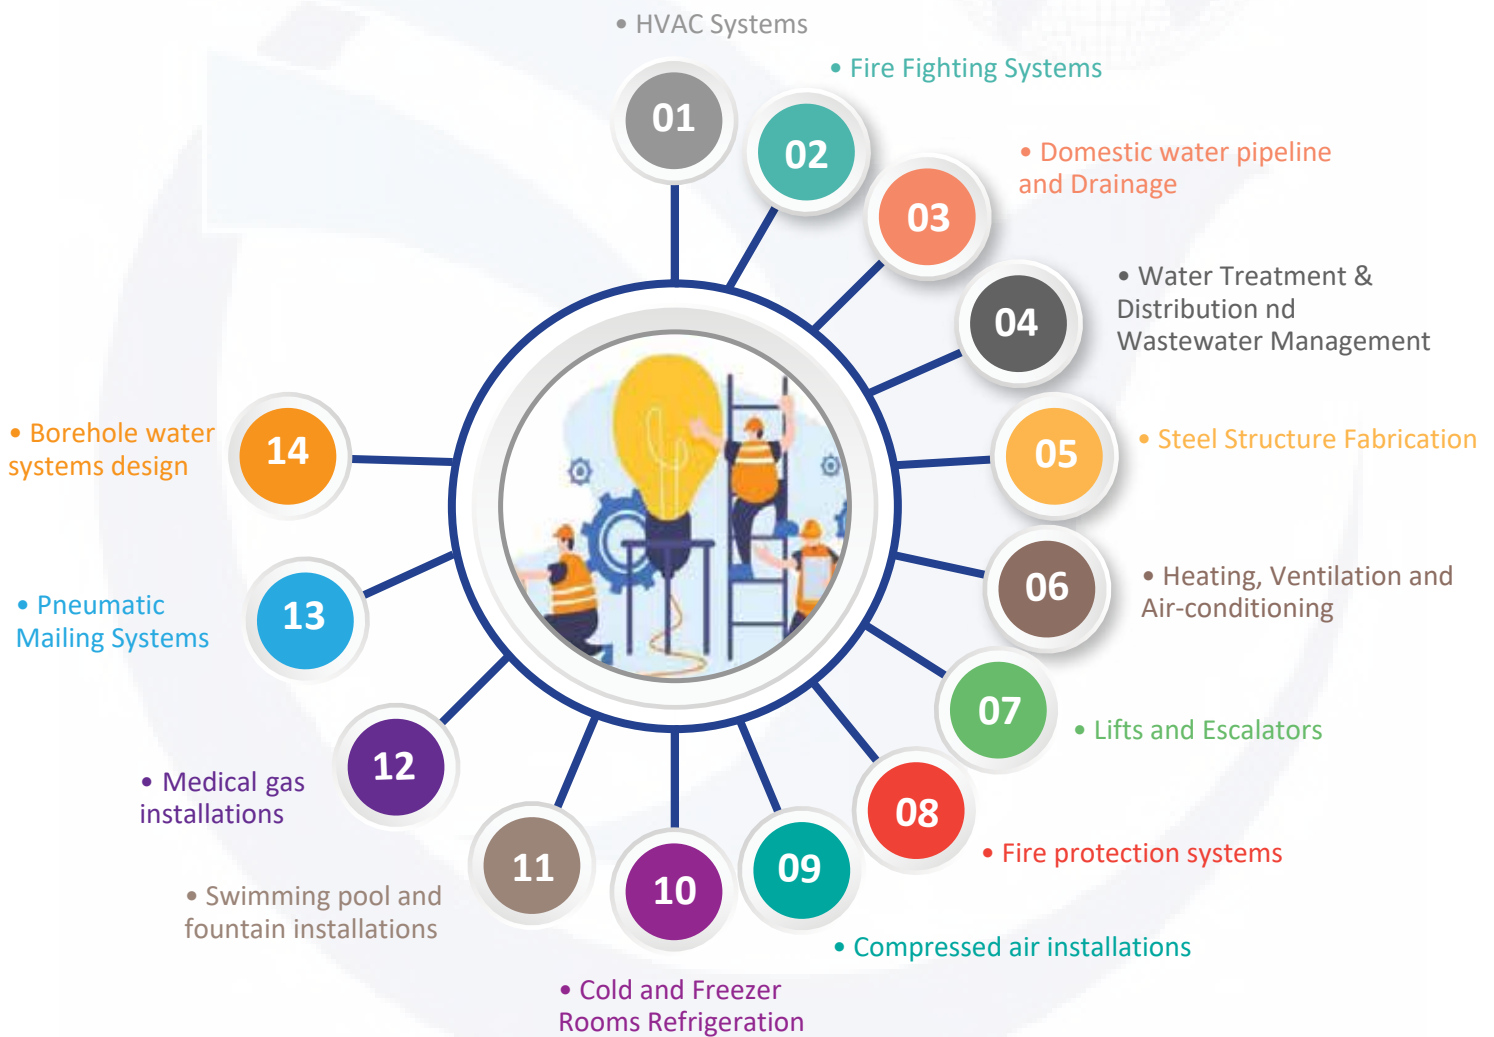 • HVAC Systems
01
• Fire Fighting Systems
02
• Domestic water pipeline
and Drainage
03
• Water Treatment &
Distribution nd
Wastewater Management
04
• Steel Structure Fabrication
05
• Heating, Ventilation and
Air-conditioning
06
• Lifts and Escalators
07
• Fire protection systems
08
• Compressed air installations
09
• Cold and Freezer
Rooms Refrigeration
10
• Swimming pool and
fountain installations
11
• Medical gas
installations
12
• Pneumatic
Mailing Systems
13
• Borehole water
systems design
14